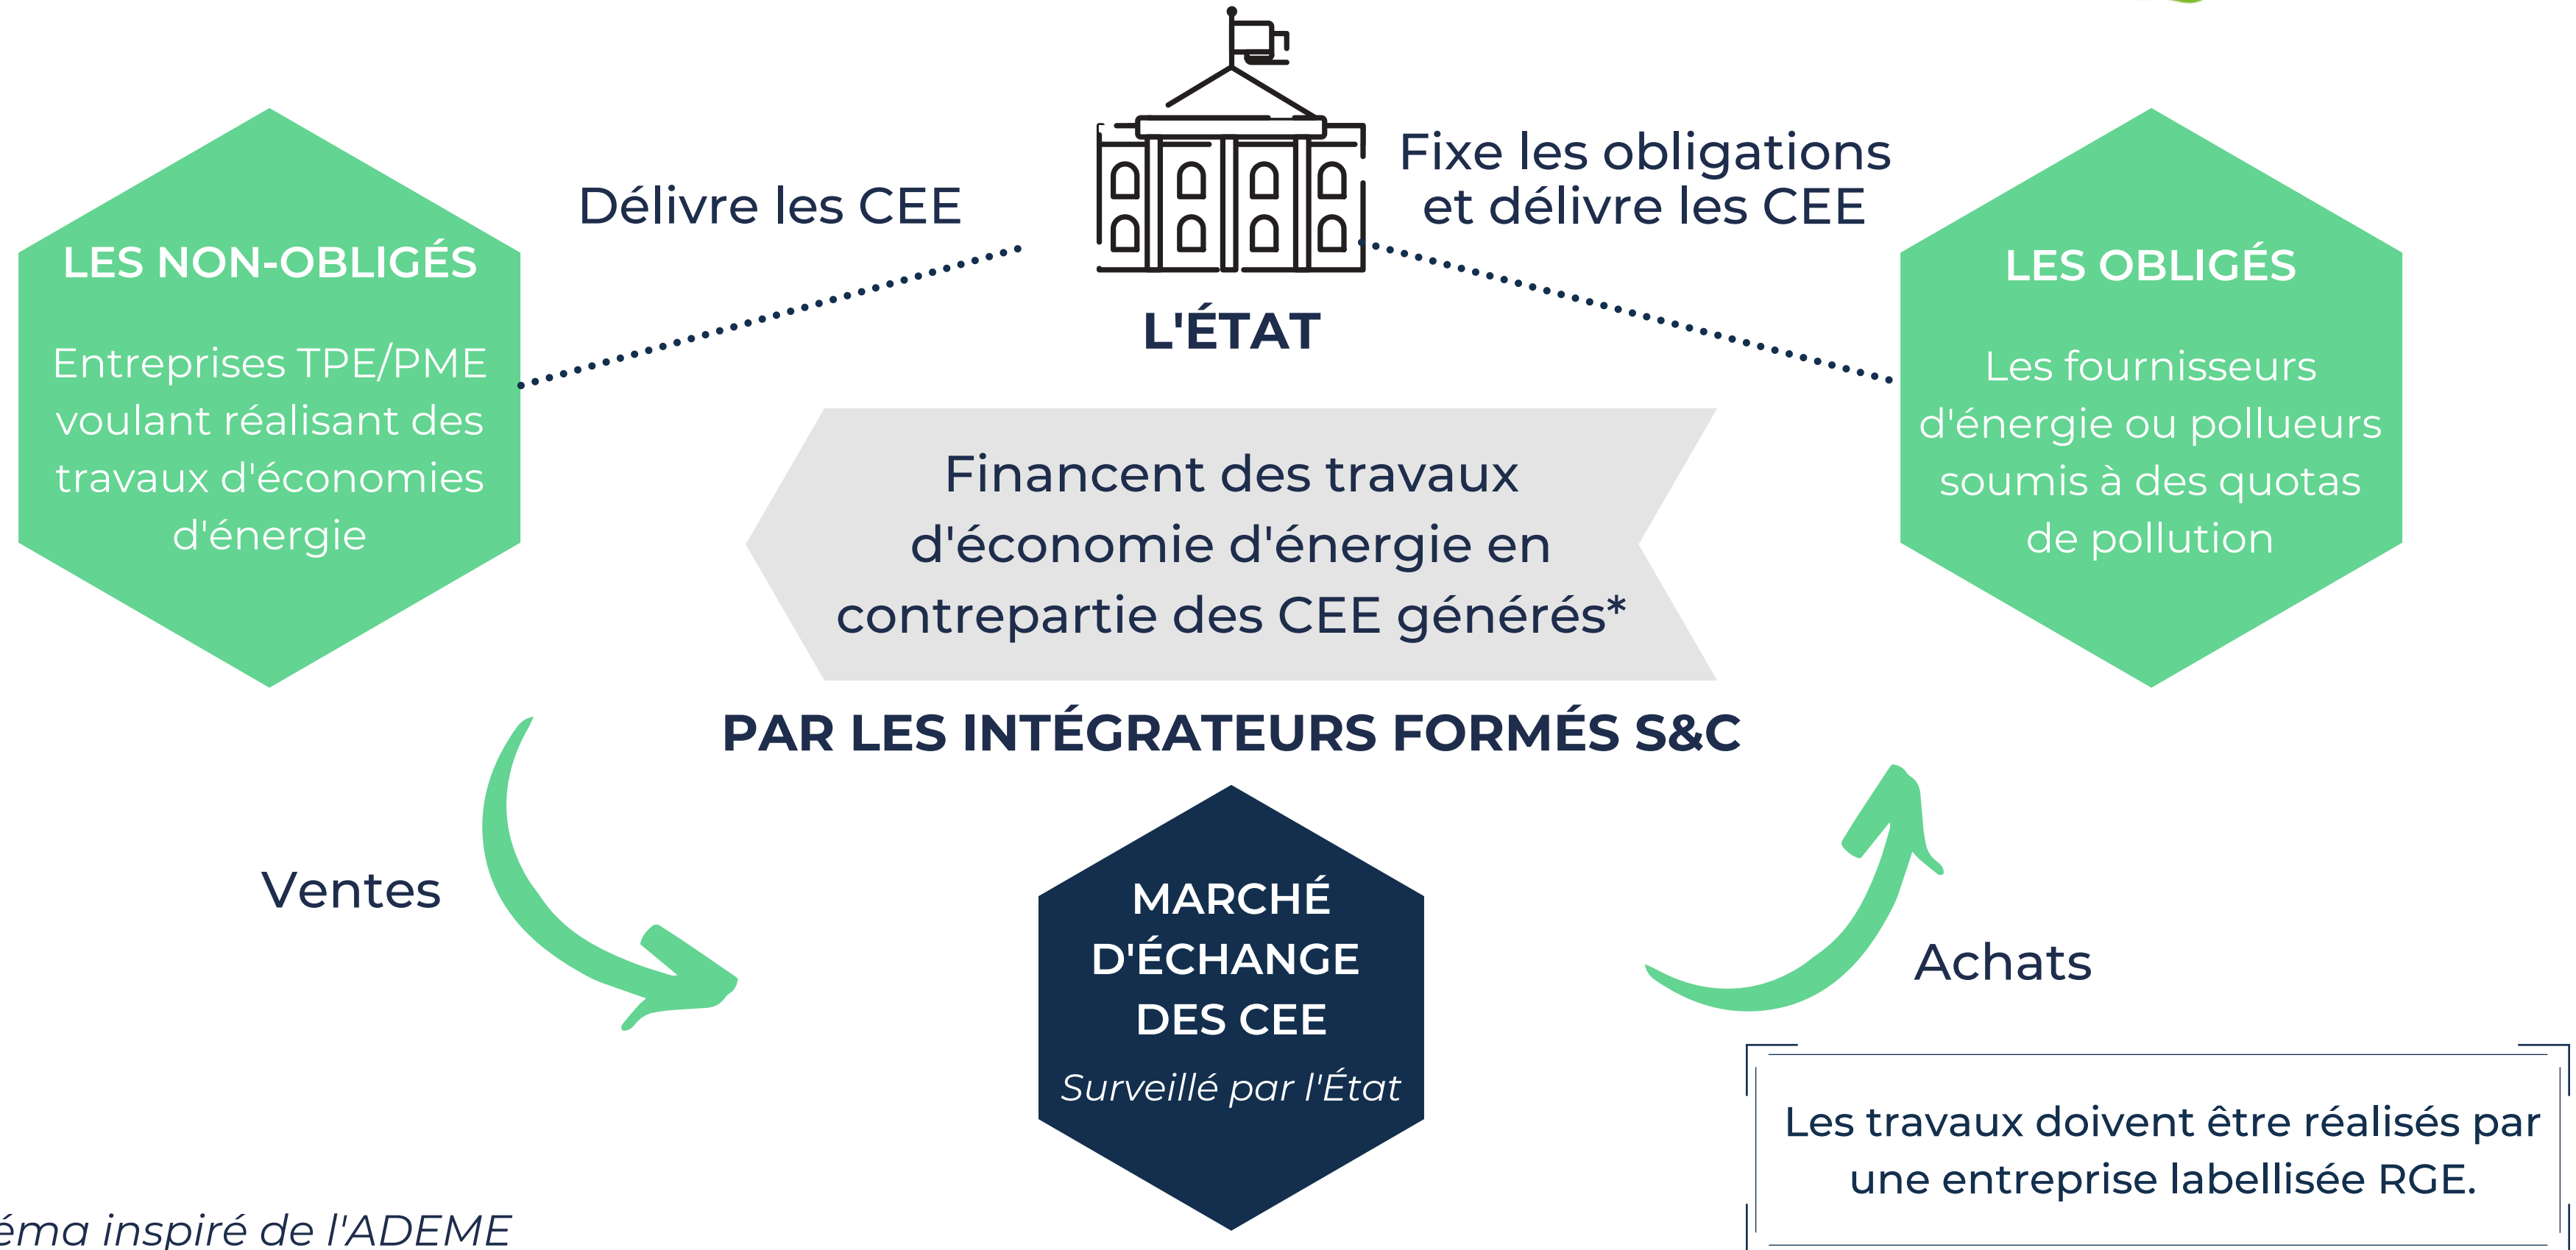 Délivre les CEE
Fixe les obligations
et délivre les CEE
L'ÉTAT
LES NON-OBLIGÉS
Entreprises TPE/PME
voulant réalisant des
travaux d'économies
d'énergie
LES OBLIGÉS
Les fournisseurs
d'énergie ou pollueurs
soumis à des quotas
de pollution
Financent des travaux
d'économie d'énergie en
contrepartie des CEE générés*
PAR LES INTÉGRATEURS FORMÉS S&C
Ventes
MARCHÉ
D'ÉCHANGE
DES CEE
Surveillé par l'État
Achats
Les travaux doivent être réalisés par
une entreprise labellisée RGE.
éma inspiré de l'ADEME